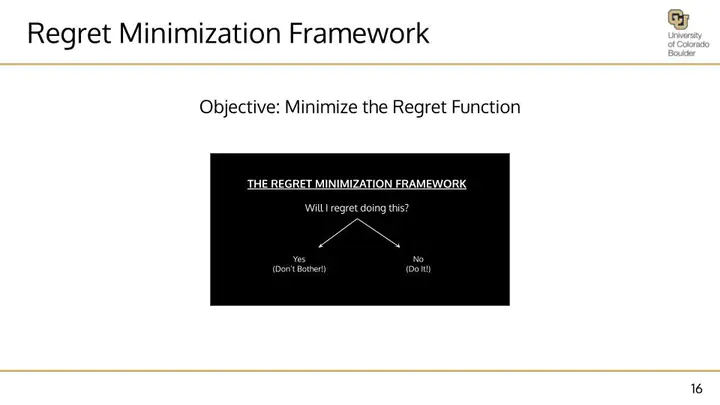 Regret Minimization Framework
University
of Colorado
Boulder
Objective: Minimize the Regret Function
THE REGRET MINIMIZATION FRAMEWORK
Will I regret doing this?
Yes
(Don't Bother!)
No
(Do It!)
16